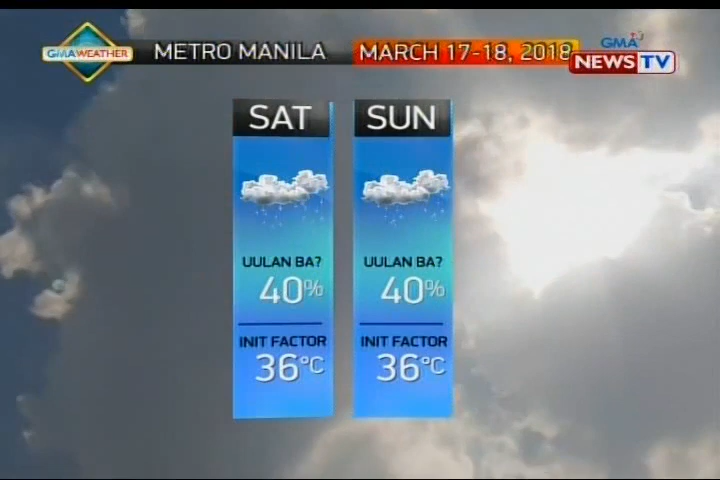 GMA WEATHER
METRO MANILA
MARCH 17-18, 2018
GMA
NEWS TV
SAT
SUN
UULAN BA?
40%
INIT FACTOR
36°C
UULAN BA?
40%
INIT FACTOR
36°C